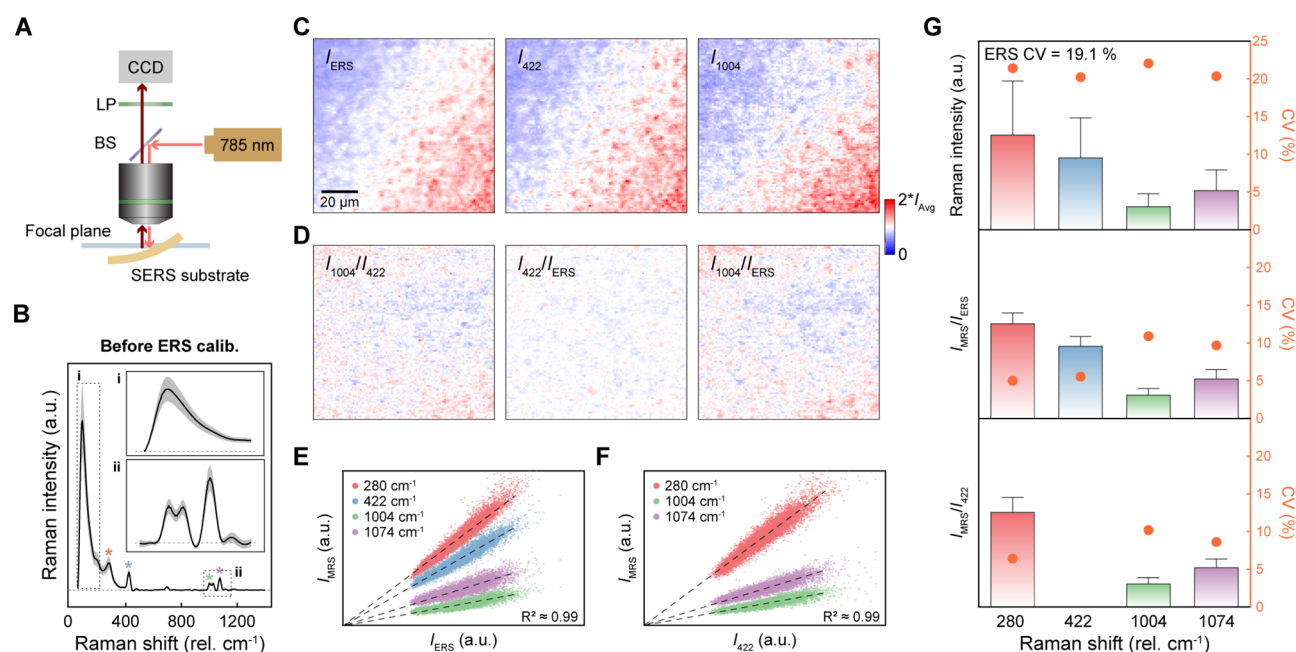 A
CCD
LP
BS
785 nm
Focal plane
SERS substrate
B
Before ERS calib.
i
i
ii
ii
*
*
*
*
Raman intensity (a.u.)
0
400
800
1200
Raman shift (rel. cm⁻¹)
C
I_ERS
I_422
I_1004
20 μm
2*I_Avg
0
D
I_1004/I_422
I_422/I_ERS
I_1004/I_ERS
E
280 cm⁻¹
422 cm⁻¹
1004 cm⁻¹
1074 cm⁻¹
I_MRS (a.u.)
R² ≈ 0.99
I_ERS (a.u.)
F
280 cm⁻¹
1004 cm⁻¹
1074 cm⁻¹
I_MRS (a.u.)
R² ≈ 0.99
I_422 (a.u.)
G
ERS CV = 19.1 %
Raman intensity (a.u.)
25
20
15
10
5
0
CV (%)
I_MRS/I_ERS
20
15
10
5
0
CV (%)
I_MRS/I_422
20
15
10
5
0
CV (%)
280
422
1004
1074
Raman shift (rel. cm⁻¹)